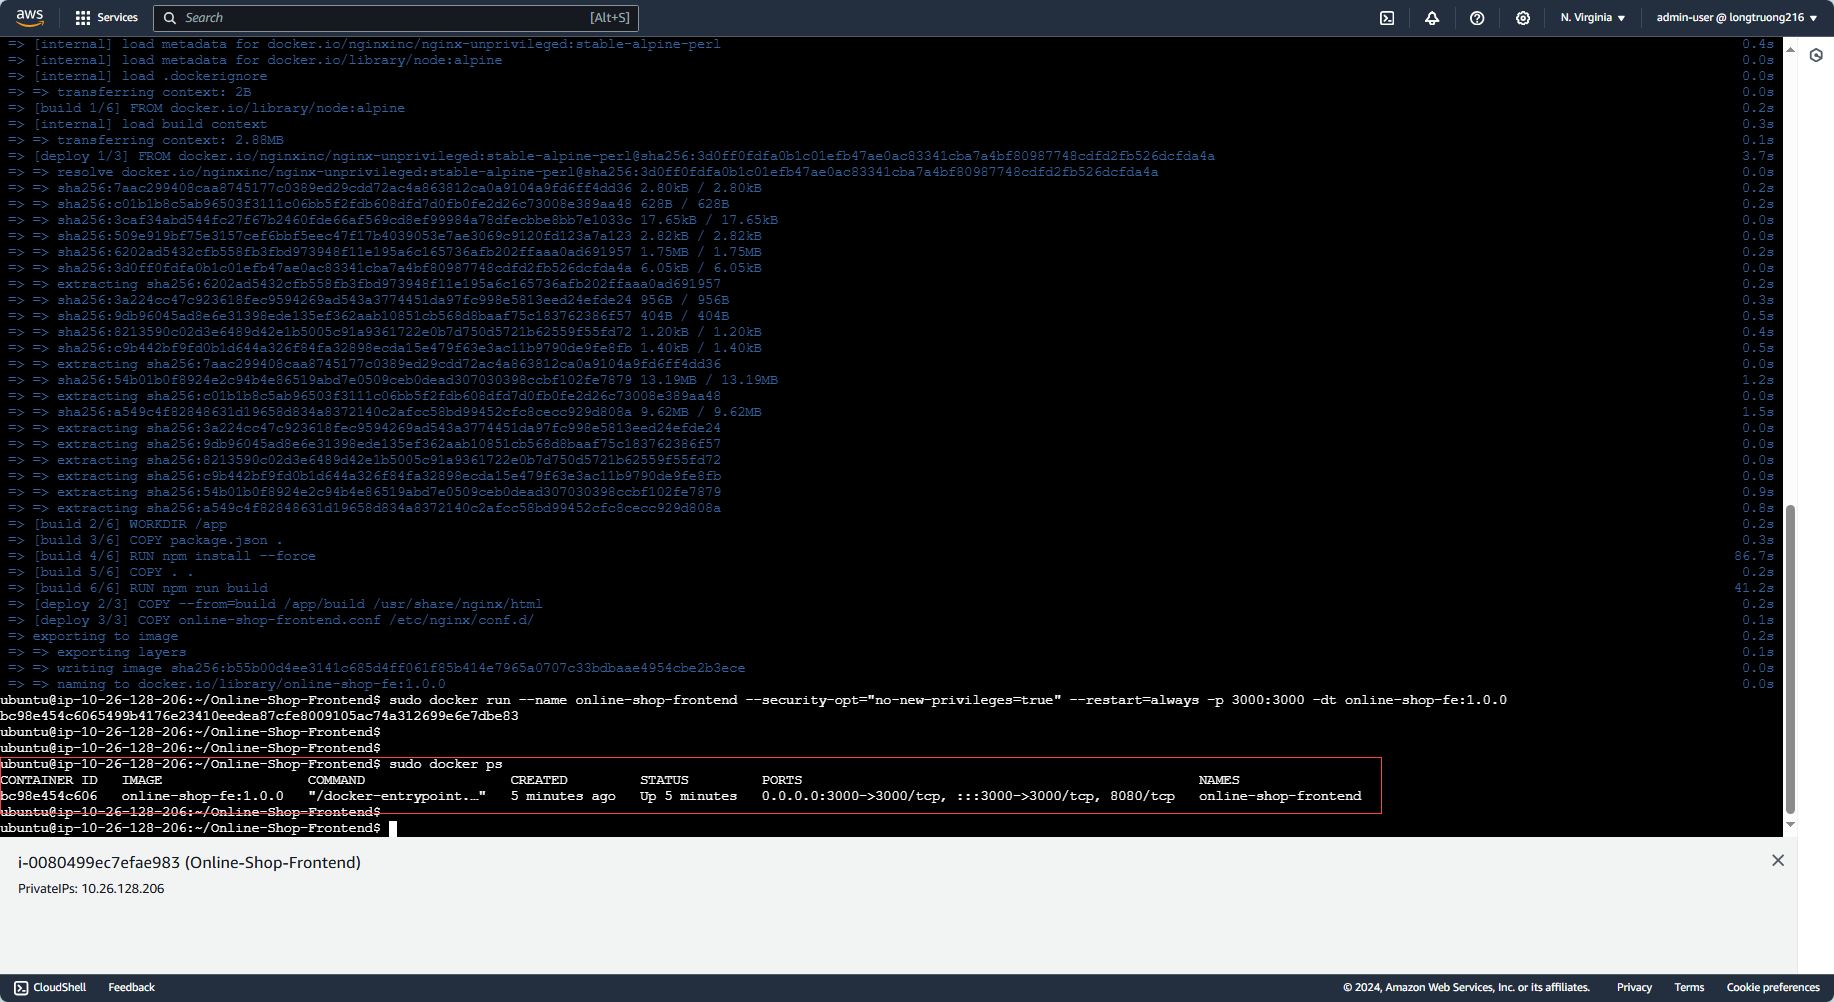 aws Services Search [Alt+S] N. Virginia admin-user @ longtruong216
=> [internal] load metadata for docker.io/nginxinc/nginx-unprivileged:stable-alpine-perl 0.4s
=> [internal] load metadata for docker.io/library/node:alpine 0.0s
=> [internal] load .dockerignore 0.0s
=> => transferring context: 2B 0.0s
=> [build 1/6] FROM docker.io/library/node:alpine 0.2s
=> [internal] load build context 0.3s
=> => transferring context: 2.88MB 0.1s
=> [deploy 1/3] FROM docker.io/nginxinc/nginx-unprivileged:stable-alpine-perl@sha256:3d0ff0fdfa0b1c01efb47ae0ac83341cba7a4bf80987748cdfd2fb526dcfda4a 3.7s
=> => resolve docker.io/nginxinc/nginx-unprivileged:stable-alpine-perl@sha256:3d0ff0fdfa0b1c01efb47ae0ac83341cba7a4bf80987748cdfd2fb526dcfda4a 0.0s
=> => sha256:7aac299408caa8745177c0389ed29cdd72ac4a863812ca0a9104a9fd6ff4dd36 2.80kB / 2.80kB 0.2s
=> => sha256:c01b1b8c5ab96503f3111c06bb5f2fdb608dfd7d0fb0fe2d26c73008e389aa48 628B / 628B 0.2s
=> => sha256:3caf34abd544fc27f67b2460fde66af569cd8ef99984a78dfecbbe8bb7e1033c 17.65kB / 17.65kB 0.0s
=> => sha256:509e919bf75e3157cef6bbf5eec47f17b4039053e7ae3069c9120fd123a7a123 2.82kB / 2.82kB 0.0s
=> => sha256:6202ad5432cfb558fb3fbd973948f11e195a6c165736afb202ffaaa0ad691957 1.75MB / 1.75MB 0.2s
=> => sha256:3d0ff0fdfa0b1c01efb47ae0ac83341cba7a4bf80987748cdfd2fb526dcfda4a 6.05kB / 6.05kB 0.0s
=> => extracting sha256:6202ad5432cfb558fb3fbd973948f11e195a6c165736afb202ffaaa0ad691957 0.2s
=> => sha256:3a224cc47c923618fec9594269ad543a3774451da97fc998e5813eed24efde24 956B / 956B 0.3s
=> => sha256:9db96045ad8e6e31398ede135ef362aab10851cb568d8baaf75c183762386f57 404B / 404B 0.5s
=> => sha256:8213590c02d3e6489d42e1b5005c91a9361722e0b7d750d5721b62559f55fd72 1.20kB / 1.20kB 0.4s
=> => sha256:c9b442bf9fd0b1d644a326f84fa32898ecda15e479f63e3ac11b9790de9fe8fb 1.40kB / 1.40kB 0.5s
=> => extracting sha256:7aac299408caa8745177c0389ed29cdd72ac4a863812ca0a9104a9fd6ff4dd36 0.0s
=> => sha256:54b01b0f8924e2c94b4e86519abd7e0509ceb0dead307030398ccbf102fe7879 13.19MB / 13.19MB 1.2s
=> => extracting sha256:c01b1b8c5ab96503f3111c06bb5f2fdb608dfd7d0fb0fe2d26c73008e389aa48 0.0s
=> => sha256:a549c4f82848631d19658d834a8372140c2afcc58bd99452cfc8cecc929d808a 9.62MB / 9.62MB 1.5s
=> => extracting sha256:3a224cc47c923618fec9594269ad543a3774451da97fc998e5813eed24efde24 0.0s
=> => extracting sha256:9db96045ad8e6e31398ede135ef362aab10851cb568d8baaf75c183762386f57 0.0s
=> => extracting sha256:8213590c02d3e6489d42e1b5005c91a9361722e0b7d750d5721b62559f55fd72 0.0s
=> => extracting sha256:c9b442bf9fd0b1d644a326f84fa32898ecda15e479f63e3ac11b9790de9fe8fb 0.0s
=> => extracting sha256:54b01b0f8924e2c94b4e86519abd7e0509ceb0dead307030398ccbf102fe7879 0.9s
=> => extracting sha256:a549c4f82848631d19658d834a8372140c2afcc58bd99452cfc8cecc929d808a 0.8s
=> [build 2/6] WORKDIR /app 0.2s
=> [build 3/6] COPY package.json . 0.3s
=> [build 4/6] RUN npm install --force 86.7s
=> [build 5/6] COPY . . 0.2s
=> [build 6/6] RUN npm run build 41.2s
=> [deploy 2/3] COPY --from=build /app/build /usr/share/nginx/html 0.2s
=> [deploy 3/3] COPY online-shop-frontend.conf /etc/nginx/conf.d/ 0.1s
=> exporting to image 0.2s
=> => exporting layers 0.1s
=> => writing image sha256:b55b00d4ee3141c685d4ff061f85b414e7965a0707c33bdbaae4954cbe2b3ece 0.0s
=> => naming to docker.io/library/online-shop-fe:1.0.0 0.0s
ubuntu@ip-10-26-128-206:~/Online-Shop-Frontend$ sudo docker run --name online-shop-frontend --security-opt="no-new-privileges=true" --restart=always -p 3000:3000 -dt online-shop-fe:1.0.0
bc98e454c6065499b4176e23410eedea87cfe8009105ac74a312699e6e7dbe83
ubuntu@ip-10-26-128-206:~/Online-Shop-Frontend$
ubuntu@ip-10-26-128-206:~/Online-Shop-Frontend$
ubuntu@ip-10-26-128-206:~/Online-Shop-Frontend$ sudo docker ps
CONTAINER ID IMAGE COMMAND CREATED STATUS PORTS NAMES
bc98e454c606 online-shop-fe:1.0.0 "/docker-entrypoint.…" 5 minutes ago Up 5 minutes 0.0.0.0:3000->3000/tcp, :::3000->3000/tcp, 8080/tcp online-shop-frontend
ubuntu@ip-10-26-128-206:~/Online-Shop-Frontend$
ubuntu@ip-10-26-128-206:~/Online-Shop-Frontend$
i-0080499ec7efae983 (Online-Shop-Frontend)
PrivateIPs: 10.26.128.206
CloudShell Feedback © 2024, Amazon Web Services, Inc. or its affiliates. Privacy Terms Cookie preferences